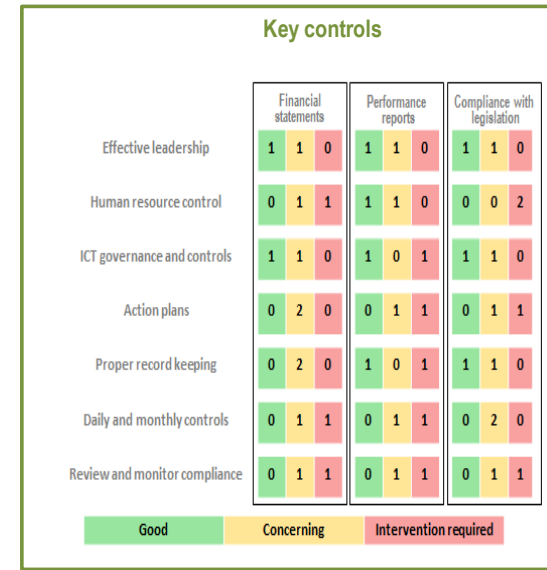 Key controls
Financial statements
Performance reports
Compliance with legislation
Effective leadership 1 1 0 1 1 0 1 1 0
Human resource control 0 1 1 1 1 0 0 0 2
ICT governance and controls 1 1 0 1 0 1 1 1 0
Action plans 0 2 0 0 1 1 0 1 1
Proper record keeping 0 2 0 1 0 1 1 1 0
Daily and monthly controls 0 1 1 0 1 1 0 2 0
Review and monitor compliance 0 1 1 0 1 1 0 1 1
Good Concerning Intervention required